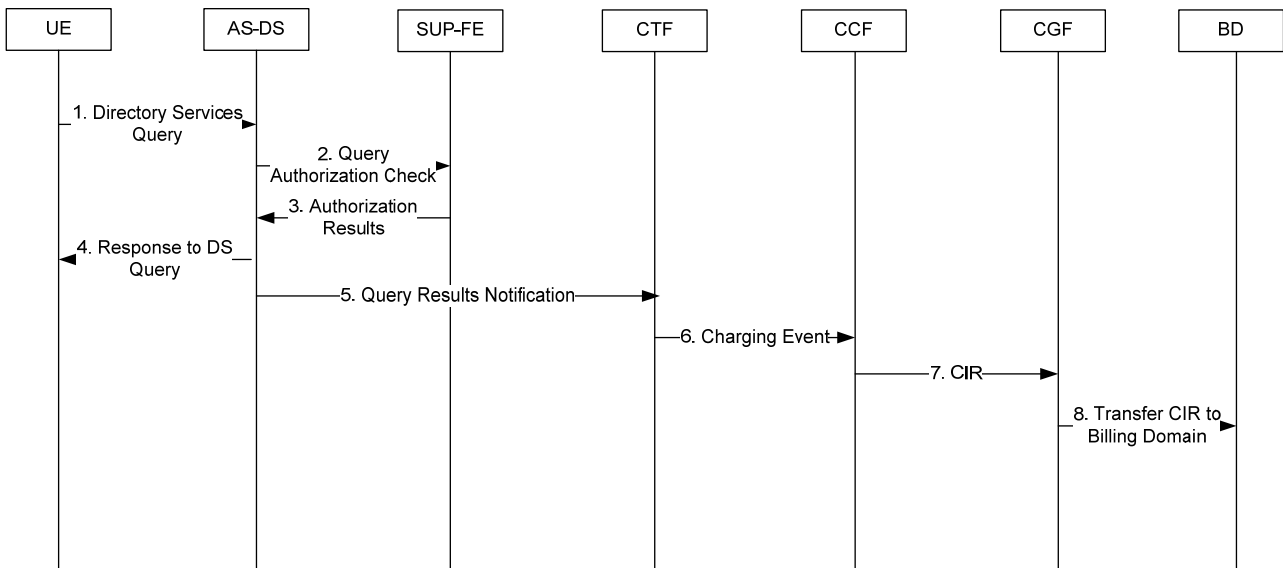 UE
AS-DS
SUP-FE
CTF
CCF
CGF
BD
1. Directory Services
Query
2. Query
Authorization Check
3. Authorization
Results
4. Response to DS
Query
5. Query Results Notification
6. Charging Event
7. CIR
8. Transfer CIR to
Billing Domain